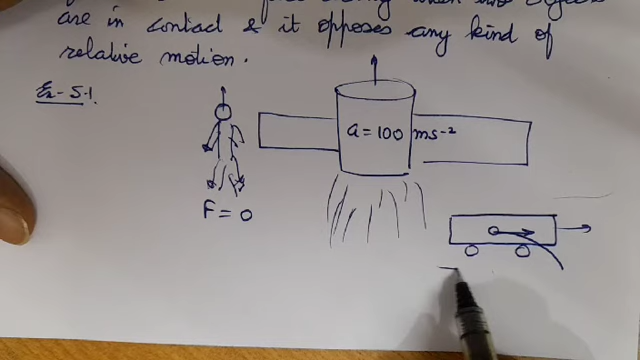 are in contact & it opposes any kind of
relative motion.
Ex-5.1.
a = 100 ms-2
F = 0